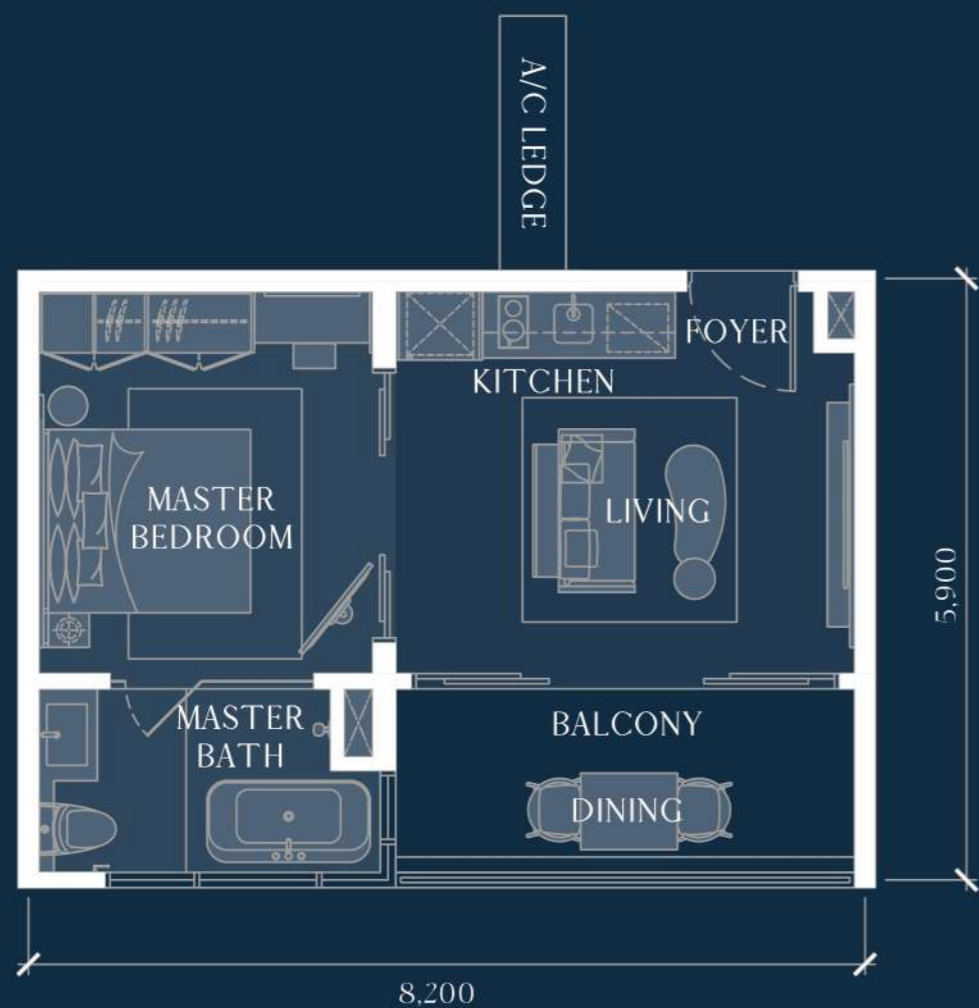 A/C LEDGE
FOYER
KITCHEN
MASTER
BEDROOM
LIVING
5,900
MASTER
BATH
BALCONY
DINING
8,200